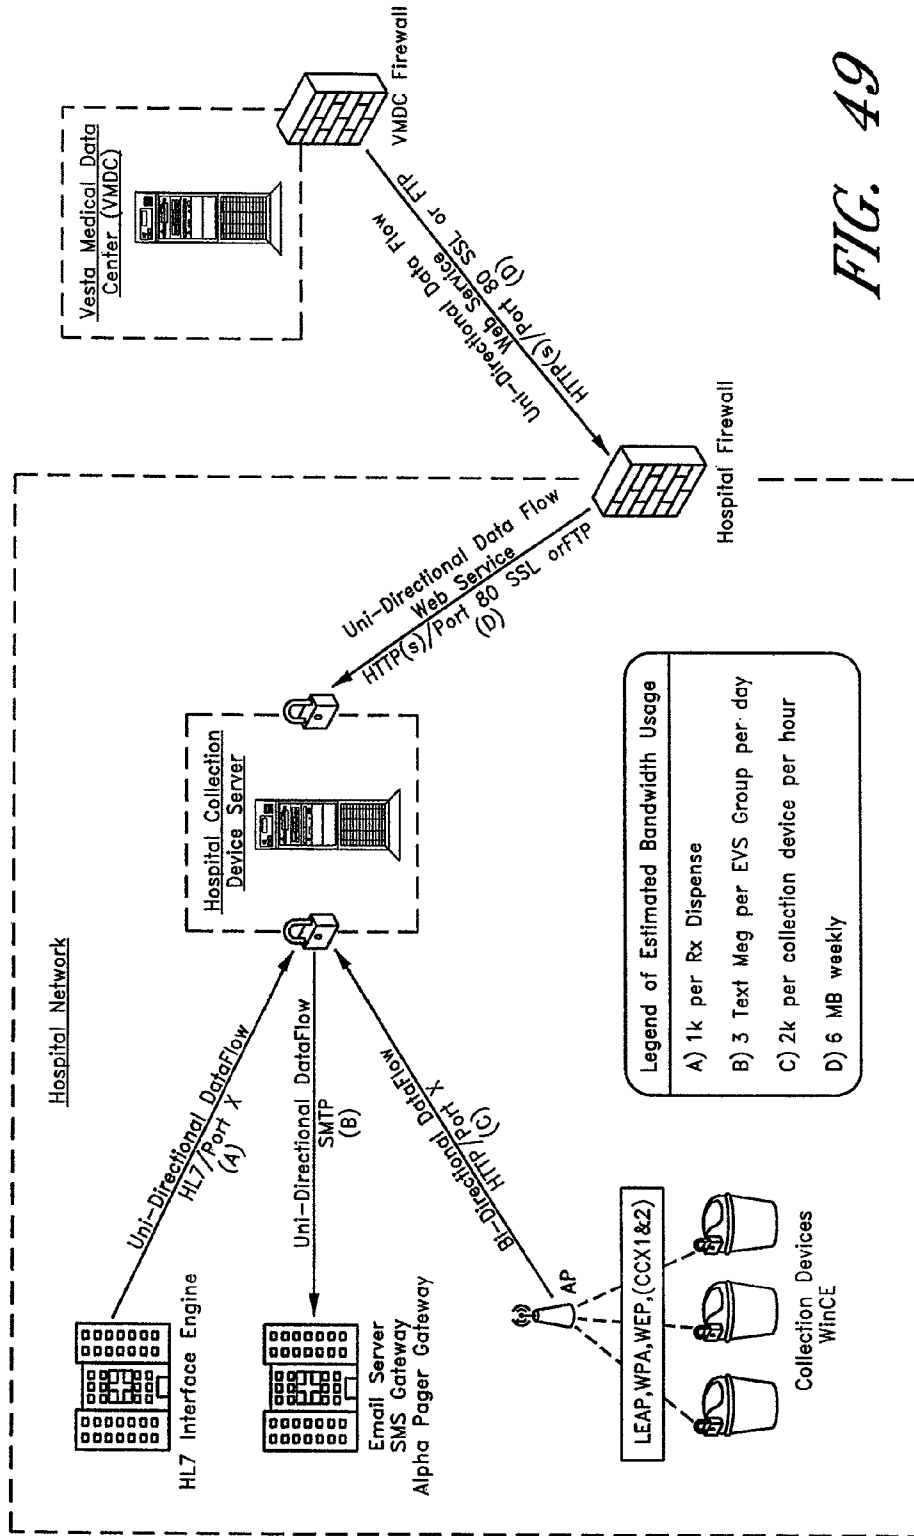 Hospital Network
HL7 Interface Engine
Uni-Directional DataFlow
HL7/Port X
(A)
Email Server
SMS Gateway
Alpha Pager Gateway
Uni-Directional DataFlow
SMTP
(B)
AP
Bi-Directional DataFlow
HTTP/Port X
(C)
LEAP,WPA,WEP,(CCX1&2)
Collection Devices
WinCE
Hospital Collection
Device Server
Uni-Directional Data Flow
Web Service
HTTP(s)/Port 80 SSL orFTP
(D)
Hospital Firewall
Vesta Medical Data
Center (VMDC)
VMDC Firewall
Uni-Directional Data Flow
Web Service
HTTP(s)/Port 80 SSL or FTP
(D)
Legend of Estimated Bandwidth Usage
A) 1k per Rx Dispense
B) 3 Text Meg per EVS Group per day
C) 2k per collection device per hour
D) 6 MB weekly
FIG. 49